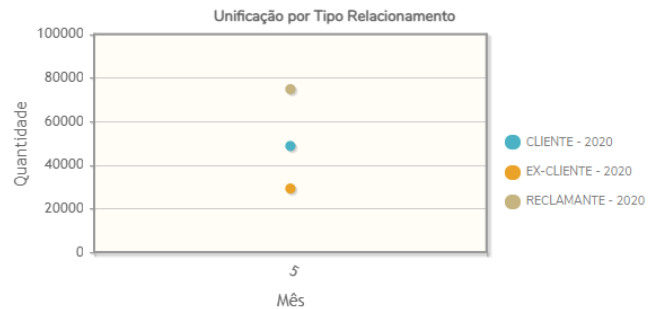 Unificação por Tipo Relacionamento
100000
80000
60000
40000
20000
0
Quantidade
5
Mês
CLIENTE - 2020
EX-CLIENTE - 2020
RECLAMANTE - 2020